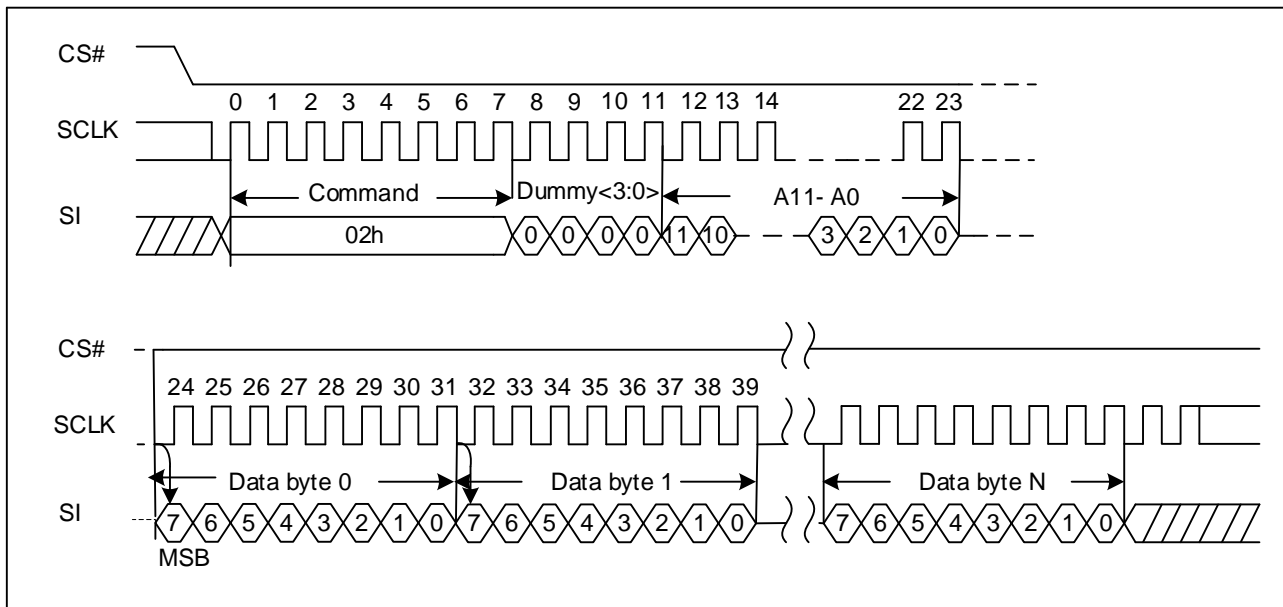 CS#
0 1 2 3 4 5 6 7 8 9 10 11 12 13 14 22 23
SCLK
Command Dummy<3:0> A11- A0
SI
02h 0 0 0 0 11 10 3 2 1 0
CS#
24 25 26 27 28 29 30 31 32 33 34 35 36 37 38 39
SCLK
Data byte 0 Data byte 1 Data byte N
SI
7 6 5 4 3 2 1 0 7 6 5 4 3 2 1 0 7 6 5 4 3 2 1 0
MSB